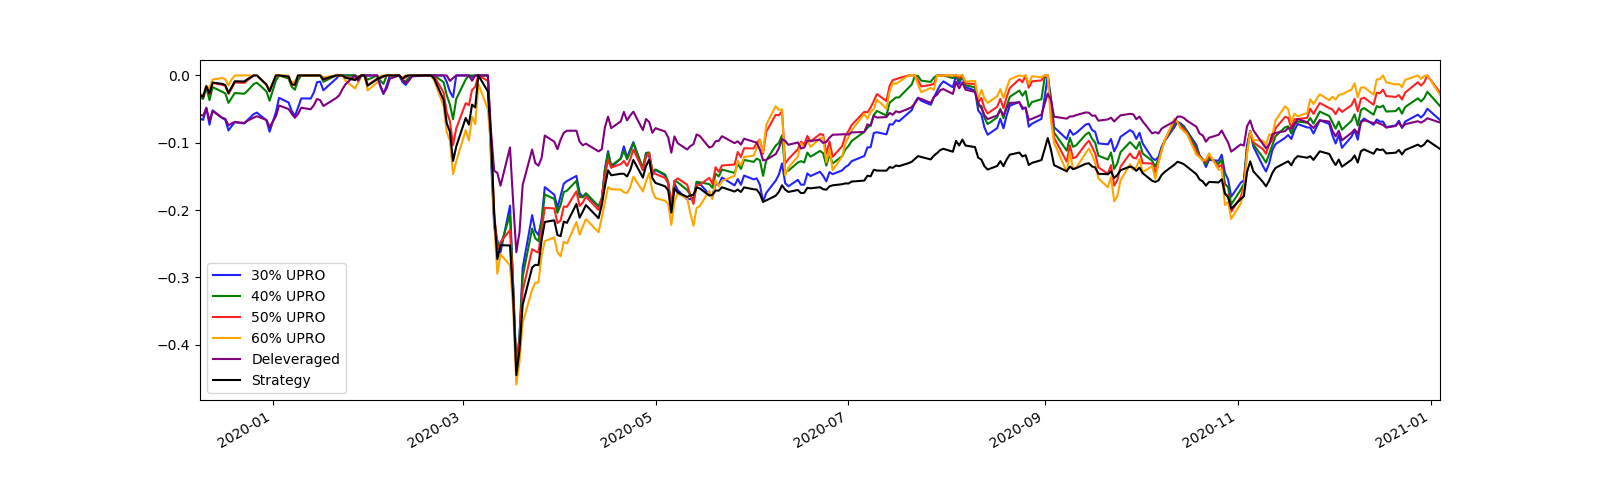 0.0
−0.1
−0.2
−0.3
−0.4
30% UPRO
40% UPRO
50% UPRO
60% UPRO
Deleveraged
Strategy
2020-01
2020-03
2020-05
2020-07
2020-09
2020-11
2021-01